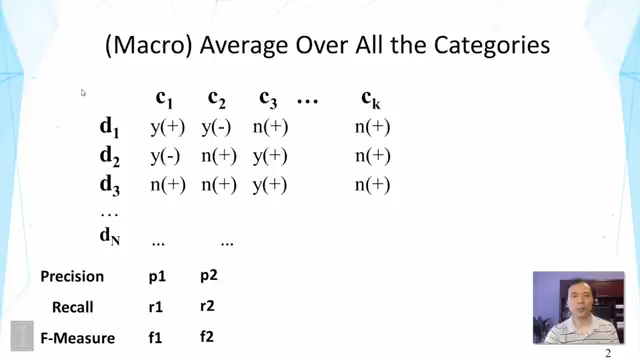 (Macro) Average Over All the Categories
c1 c2 c3 … ck
d1 y(+) y(-) n(+) n(+)
d2 y(-) n(+) y(+) n(+)
d3 n(+) n(+) y(+) n(+)
…
dN … …
Precision p1 p2
Recall r1 r2
F-Measure f1 f2
2